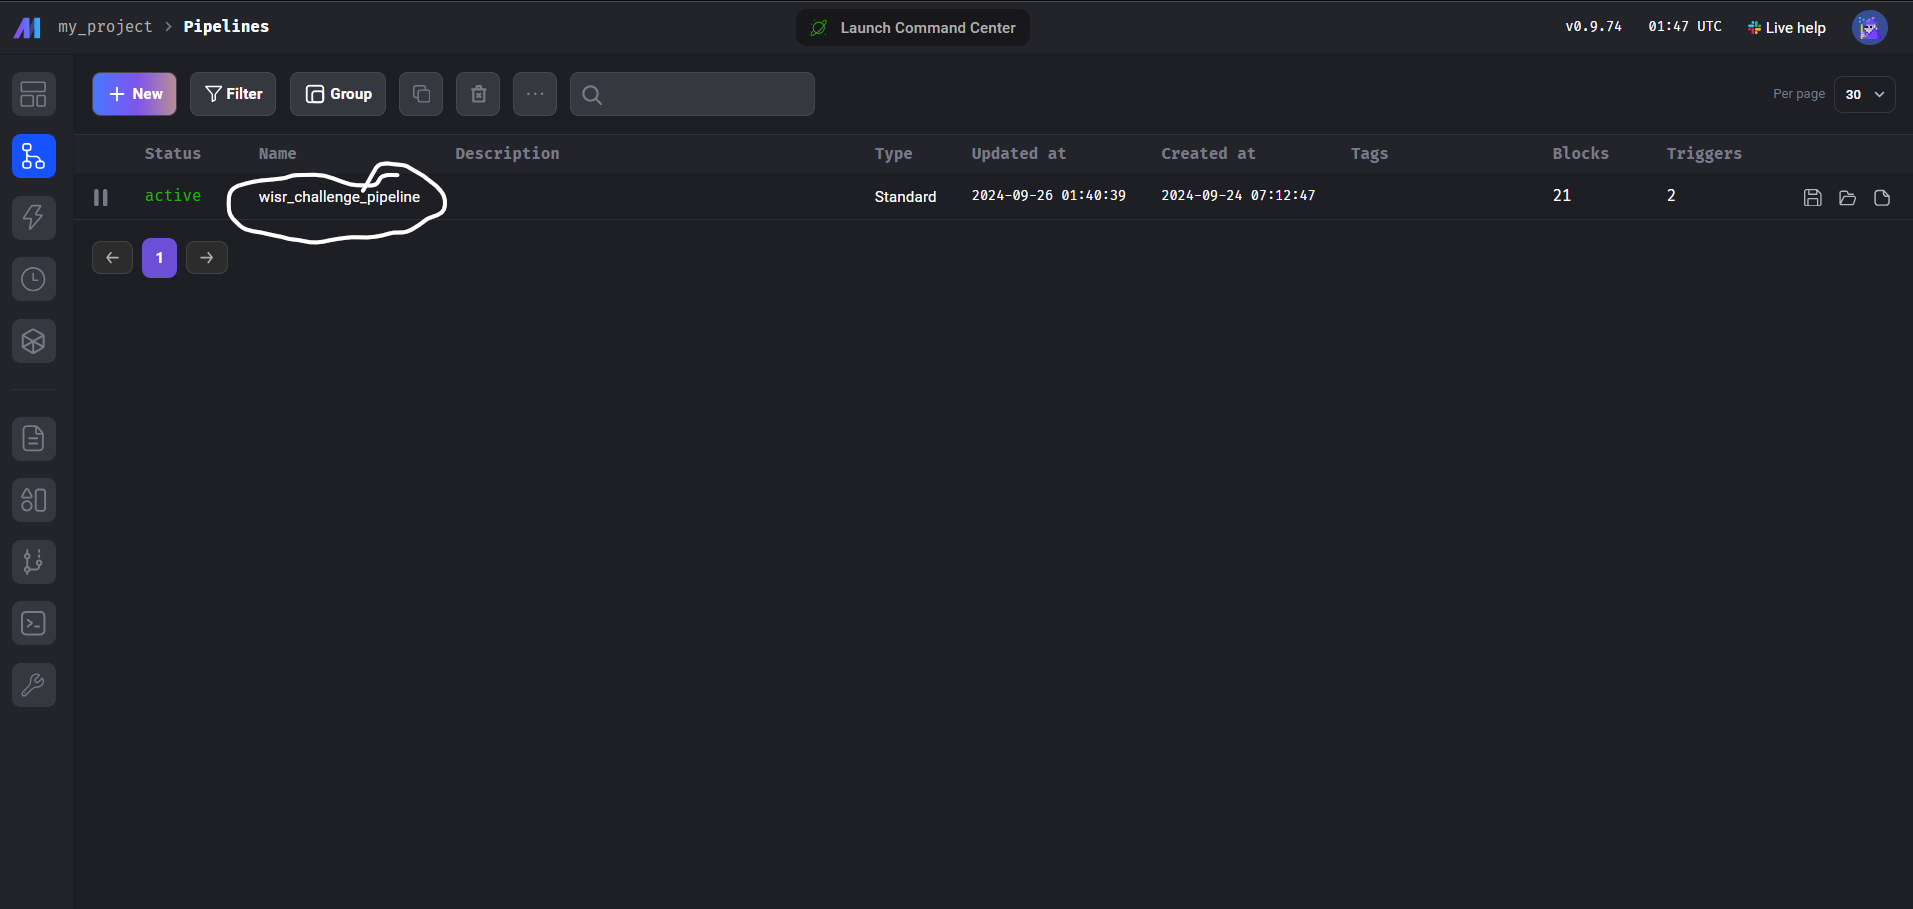 my_project > Pipelines
Launch Command Center
v0.9.74 01:47 UTC Live help
+ New Filter Group
Per page 30
Status Name Description Type Updated at Created at Tags Blocks Triggers
active wisr_challenge_pipeline Standard 2024-09-26 01:40:39 2024-09-24 07:12:47 21 2
← 1 →